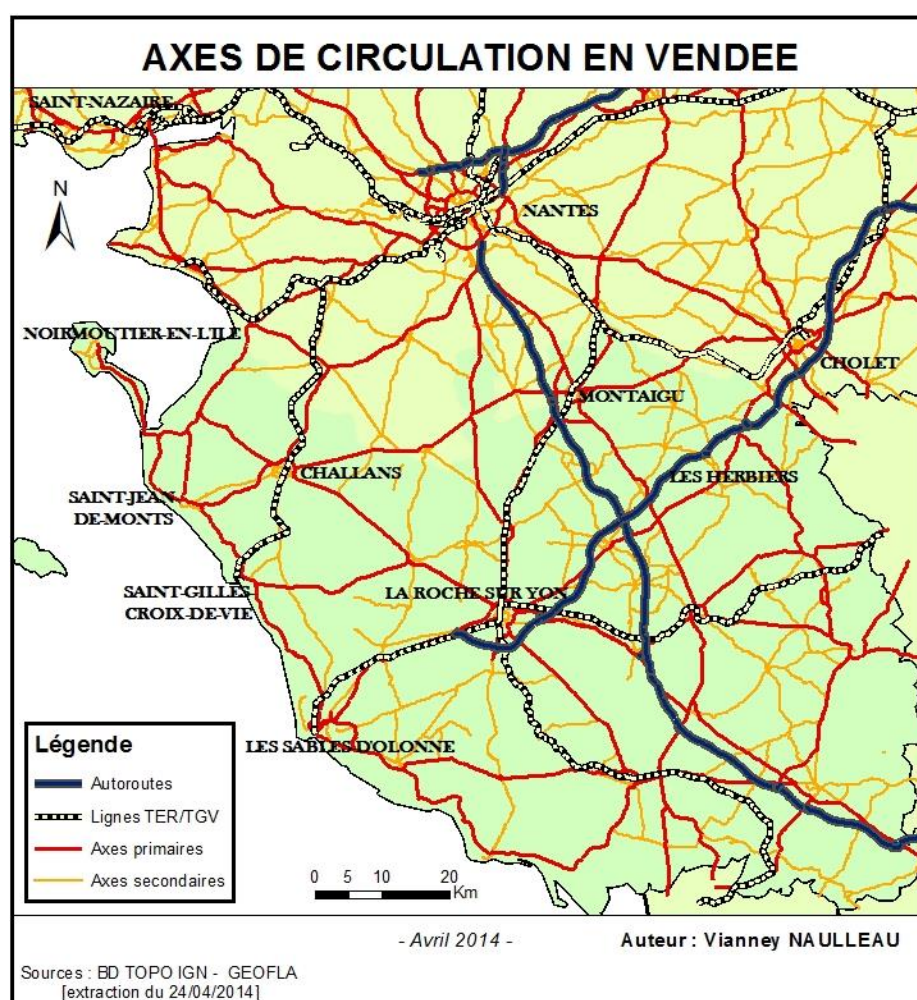 AXES DE CIRCULATION EN VENDEE
SAINT-NAZAIRE
N
NANTES
NOIRMOUTIER-EN-L'ILE
CHOLET
MONTAIGU
CHALLANS
LES HERBIERS
SAINT-JEAN
DE-MONTS
SAINT-GILLES
CROIX-DE-VIE
LA ROCHE SUR YON
LES SABLES D'OLONNE
Légende
Autoroutes
Lignes TER/TGV
Axes primaires
Axes secondaires
0 5 10 20
Km
- Avril 2014 -
Auteur : Vianney NAULLEAU
Sources : BD TOPO IGN - GEOFLA
[extraction du 24/04/2014]